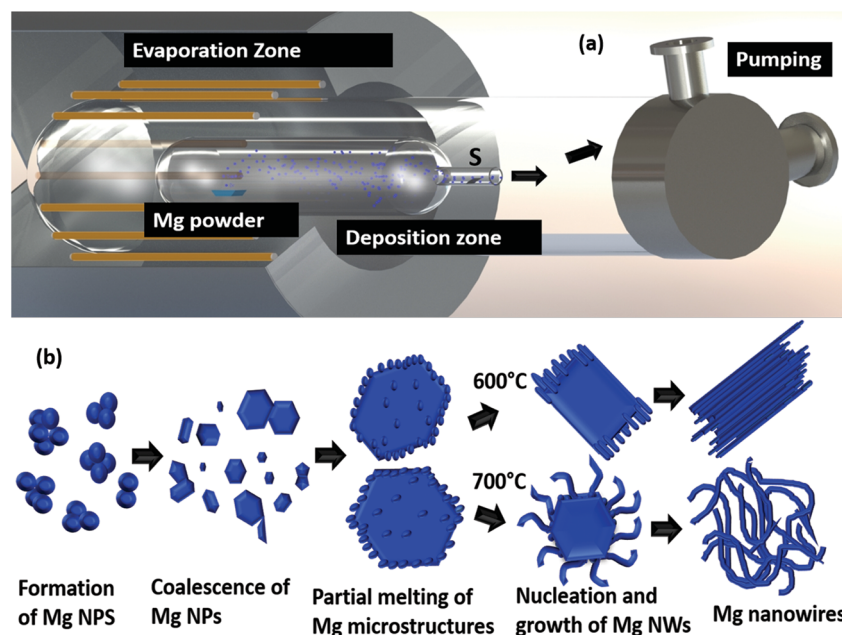 Evaporation Zone
(a)
Pumping
S
Mg powder
Deposition zone
(b)
600°C
700°C
Formation
of Mg NPS
Coalescence of
Mg NPs
Partial melting of
Mg microstructures
Nucleation and
growth of Mg NWs
Mg nanowires